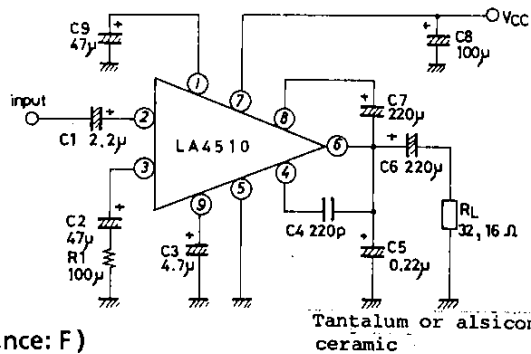 C9
47μ
VCC
C8
100μ
1
7
8
C7
220μ
input
C1 2.2μ
2
LA4510
6
C6 220μ
3
4
9
5
C2
47μ
R1
100μ
C3
4.7μ
C4 220p
C5
0.22μ
RL
32, 16 Ω
Tantalum or alsicon
ceramic
nce: F)